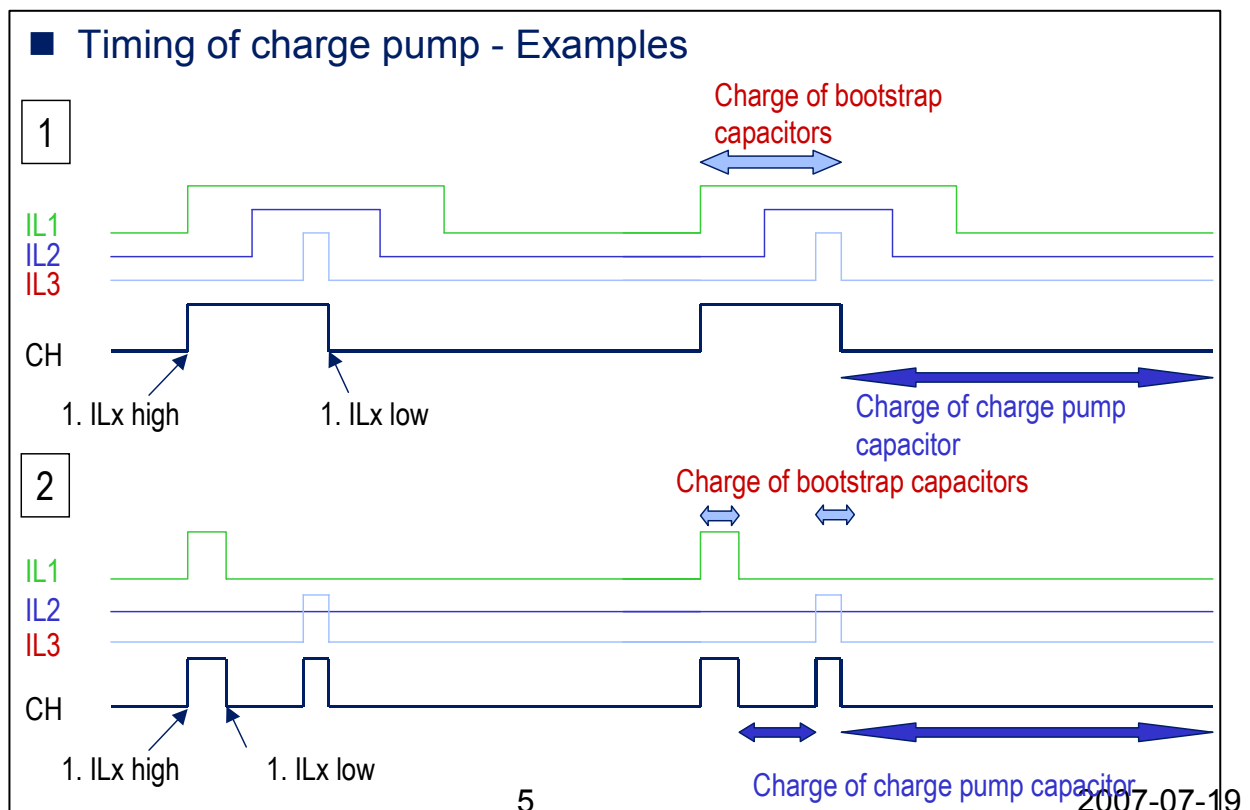 Timing of charge pump - Examples
1
Charge of bootstrap
capacitors
IL1
IL2
IL3
CH
1. ILx high
1. ILx low
Charge of charge pump
capacitor
2
Charge of bootstrap capacitors
IL1
IL2
IL3
CH
1. ILx high
1. ILx low
Charge of charge pump capacitor
5
2007-07-19